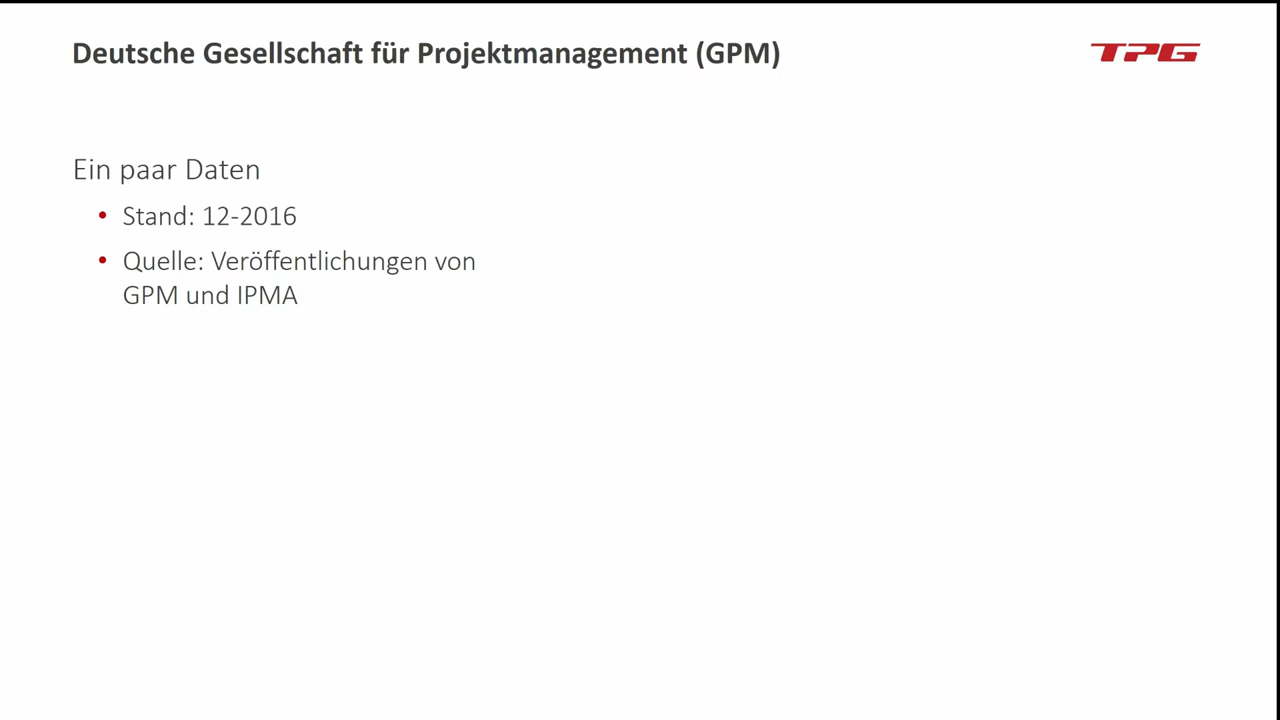 Deutsche Gesellschaft für Projektmanagement (GPM)
TPG
Ein paar Daten
• Stand: 12-2016
• Quelle: Veröffentlichungen von
GPM und IPMA